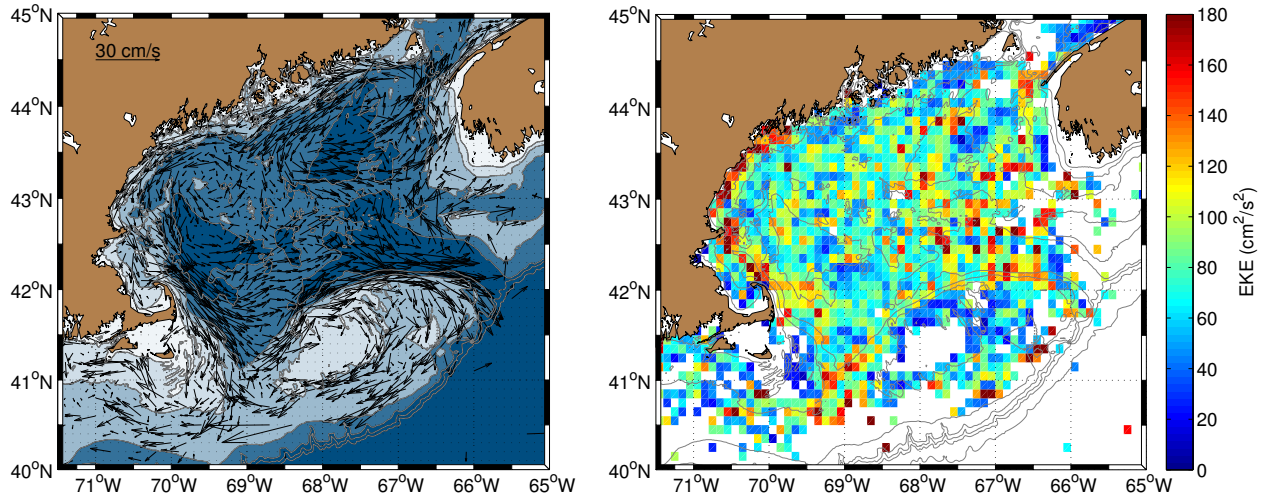 45°N
44°N
43°N
42°N
41°N
40°N
30 cm/s
71°W
70°W
69°W
68°W
67°W
66°W
65°W
45°N
44°N
43°N
42°N
41°N
40°N
71°W
70°W
69°W
68°W
67°W
66°W
65°W
180
160
140
120
100
80
60
40
20
0
EKE (cm²/s²)